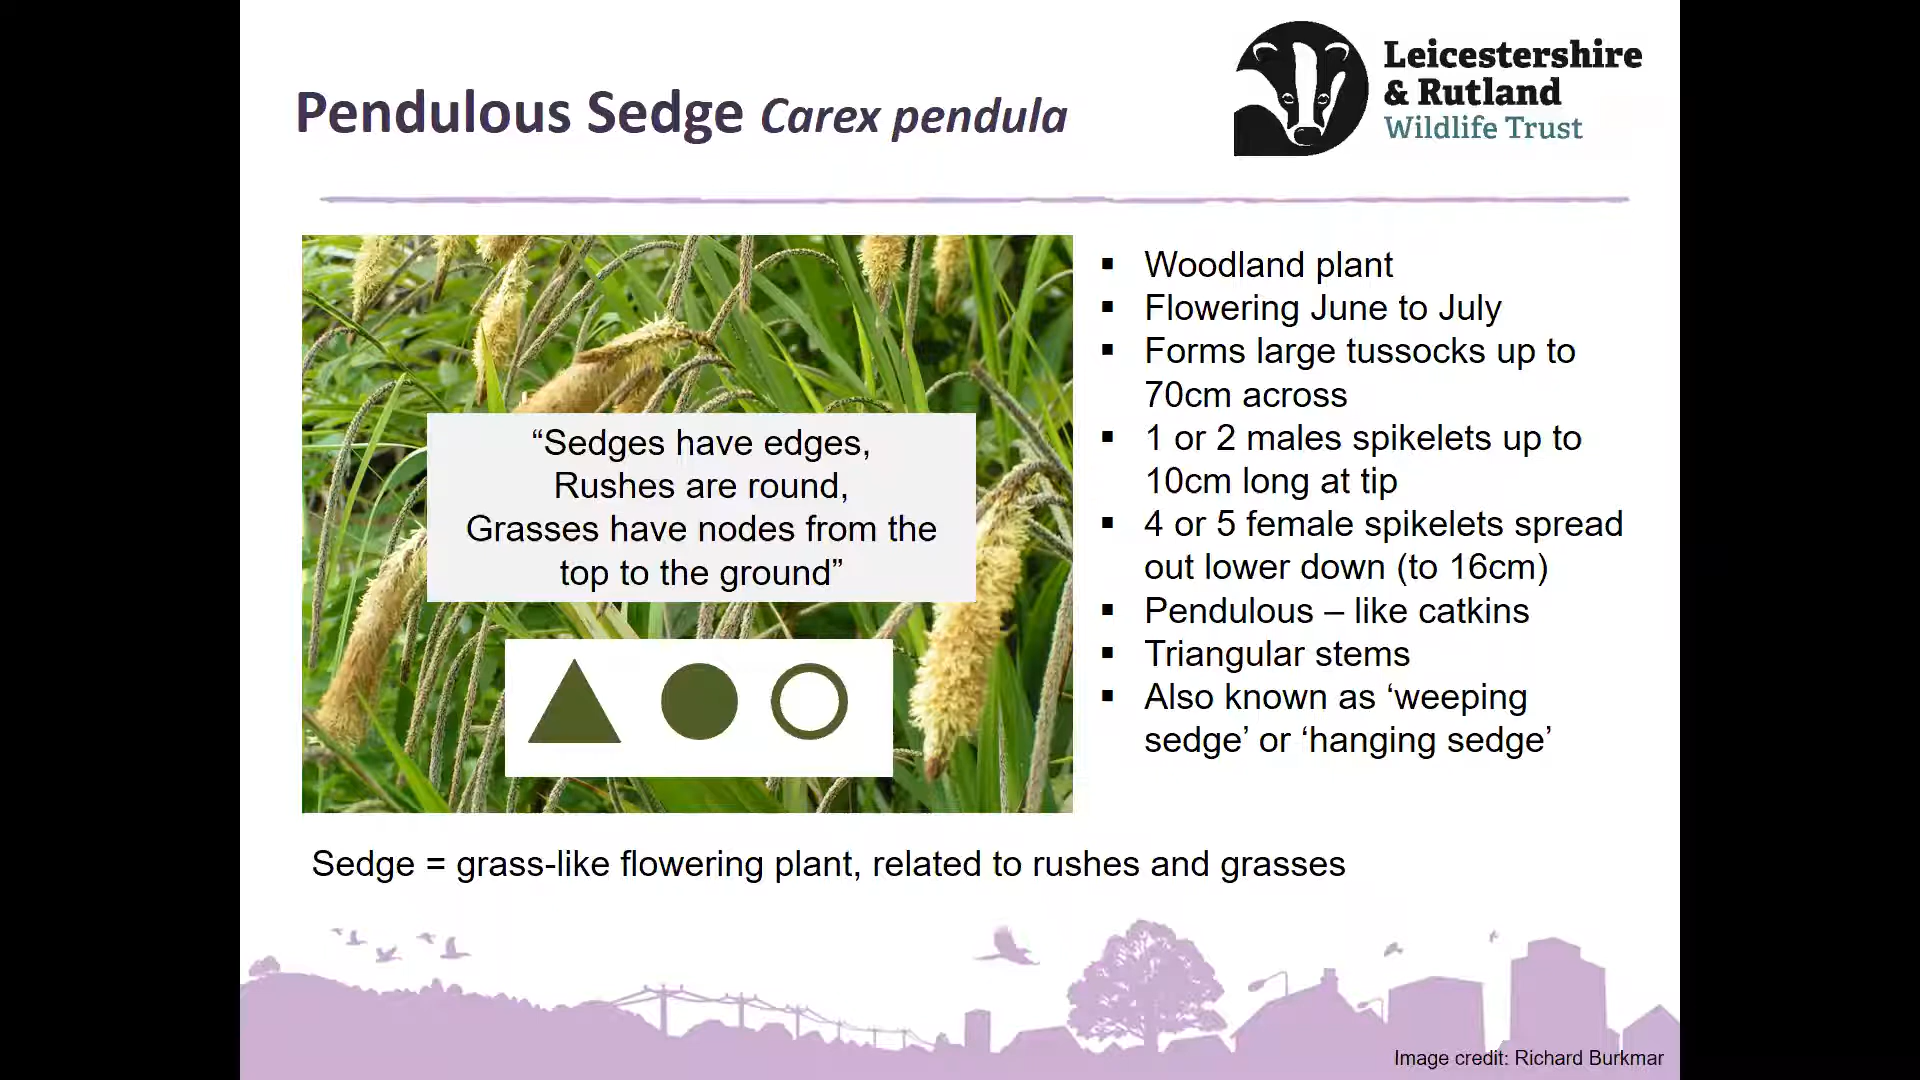 Pendulous Sedge Carex pendula
Leicestershire
& Rutland
Wildlife Trust
“Sedges have edges,
Rushes are round,
Grasses have nodes from the
top to the ground”
▪ Woodland plant
▪ Flowering June to July
▪ Forms large tussocks up to
70cm across
▪ 1 or 2 males spikelets up to
10cm long at tip
▪ 4 or 5 female spikelets spread
out lower down (to 16cm)
▪ Pendulous – like catkins
▪ Triangular stems
▪ Also known as ‘weeping
sedge’ or ‘hanging sedge’
Sedge = grass-like flowering plant, related to rushes and grasses
Image credit: Richard Burkmar